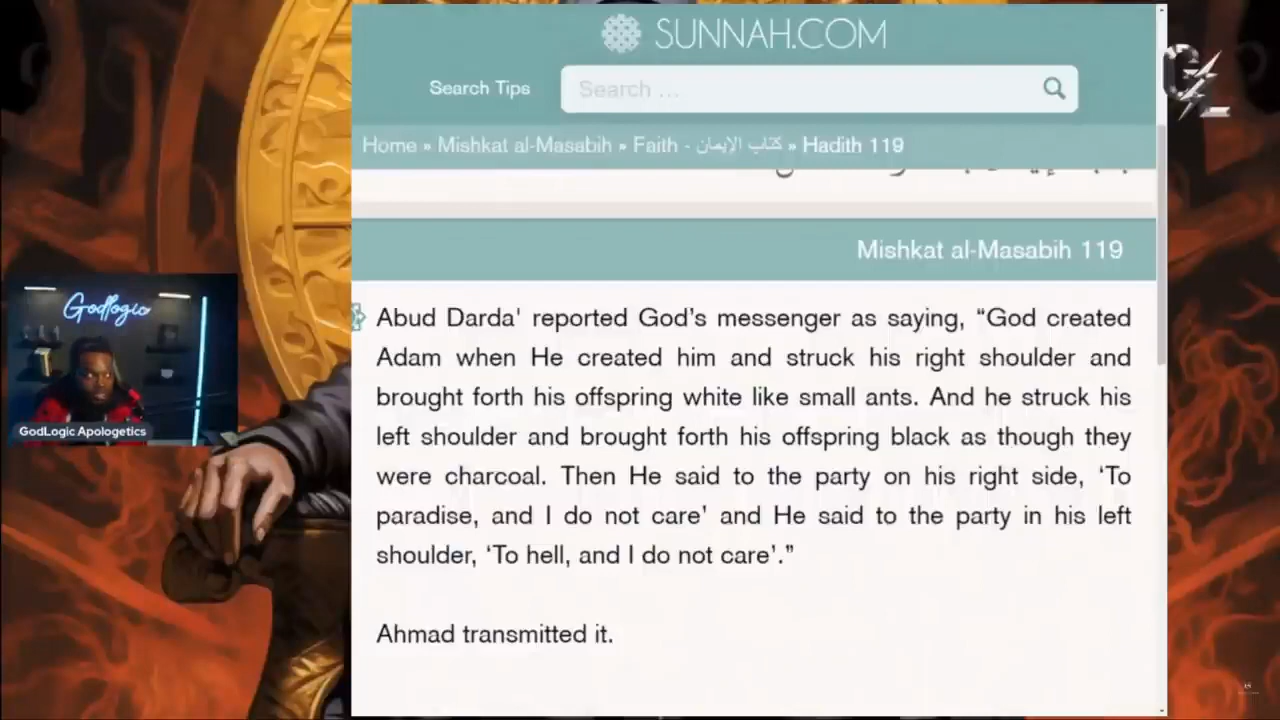 SUNNAH.COM
Search Tips
Search ...
Home » Mishkat al-Masabih » Faith - كتاب الإيمان » Hadith 119
Mishkat al-Masabih 119
Abud Darda' reported God’s messenger as saying, “God created
Adam when He created him and struck his right shoulder and
brought forth his offspring white like small ants. And he struck his
left shoulder and brought forth his offspring black as though they
were charcoal. Then He said to the party on his right side, ‘To
paradise, and I do not care’ and He said to the party in his left
shoulder, ‘To hell, and I do not care’.”
Ahmad transmitted it.
Godlogic
GodLogic Apologetics
GL